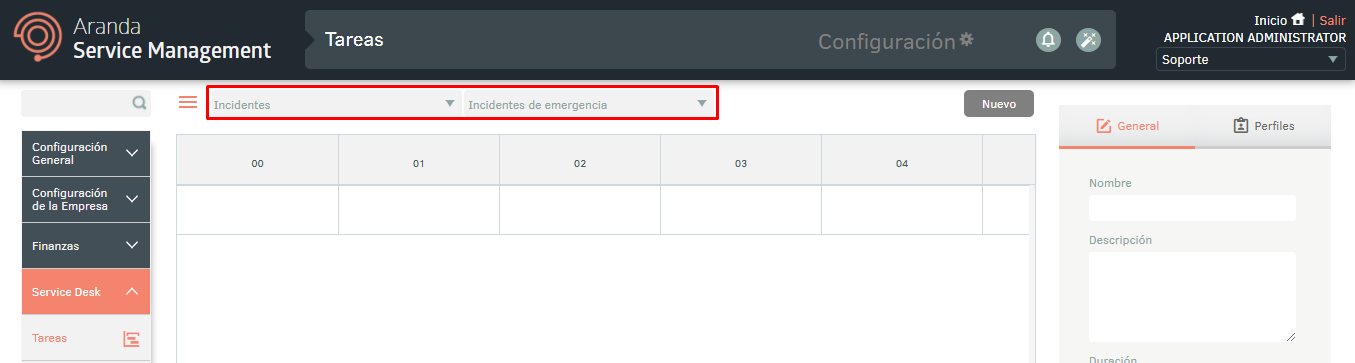 Aranda
Service Management
Tareas
Configuración
Inicio | Salir
APPLICATION ADMINISTRATOR
Soporte
Incidentes
Incidentes de emergencia
Nuevo
Configuración
General
Configuración
de la Empresa
Finanzas
Service Desk
Tareas
00 01 02 03 04
General
Perfiles
Nombre
Descripción
Duración